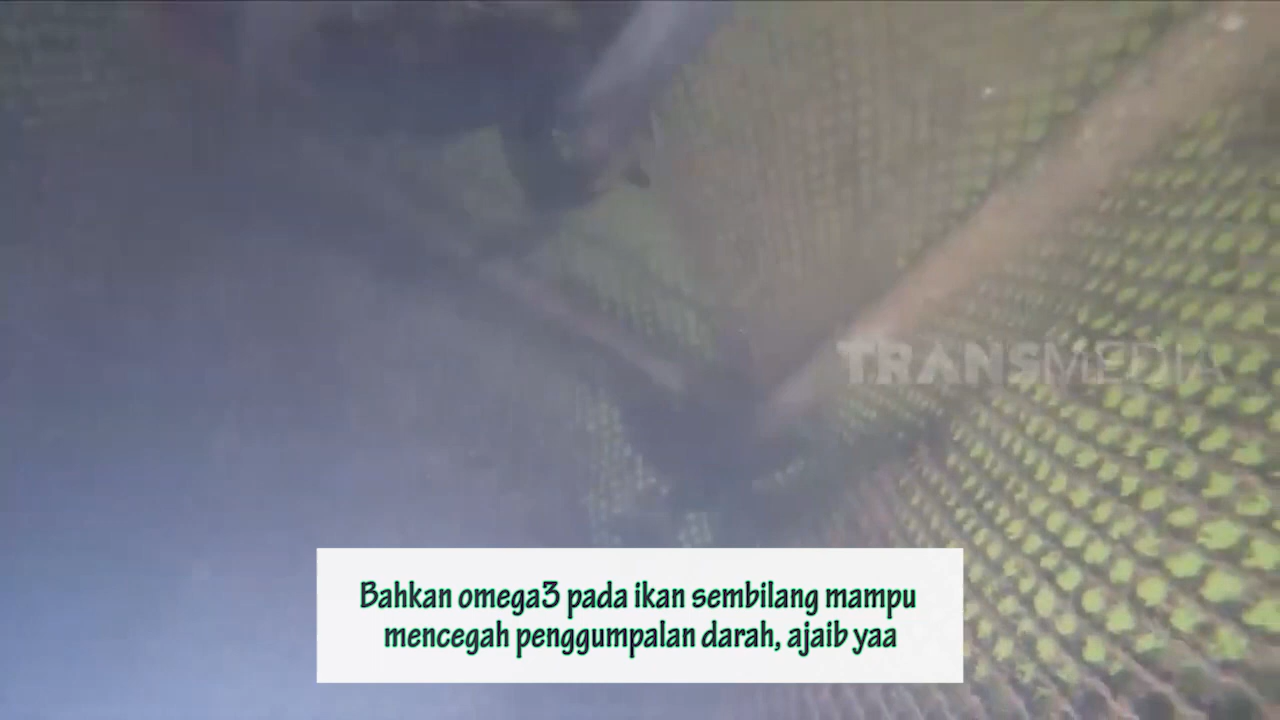 TRANSMEDIA
Bahkan omega3 pada ikan sembilang mampu
mencegah penggumpalan darah, ajaib yaa